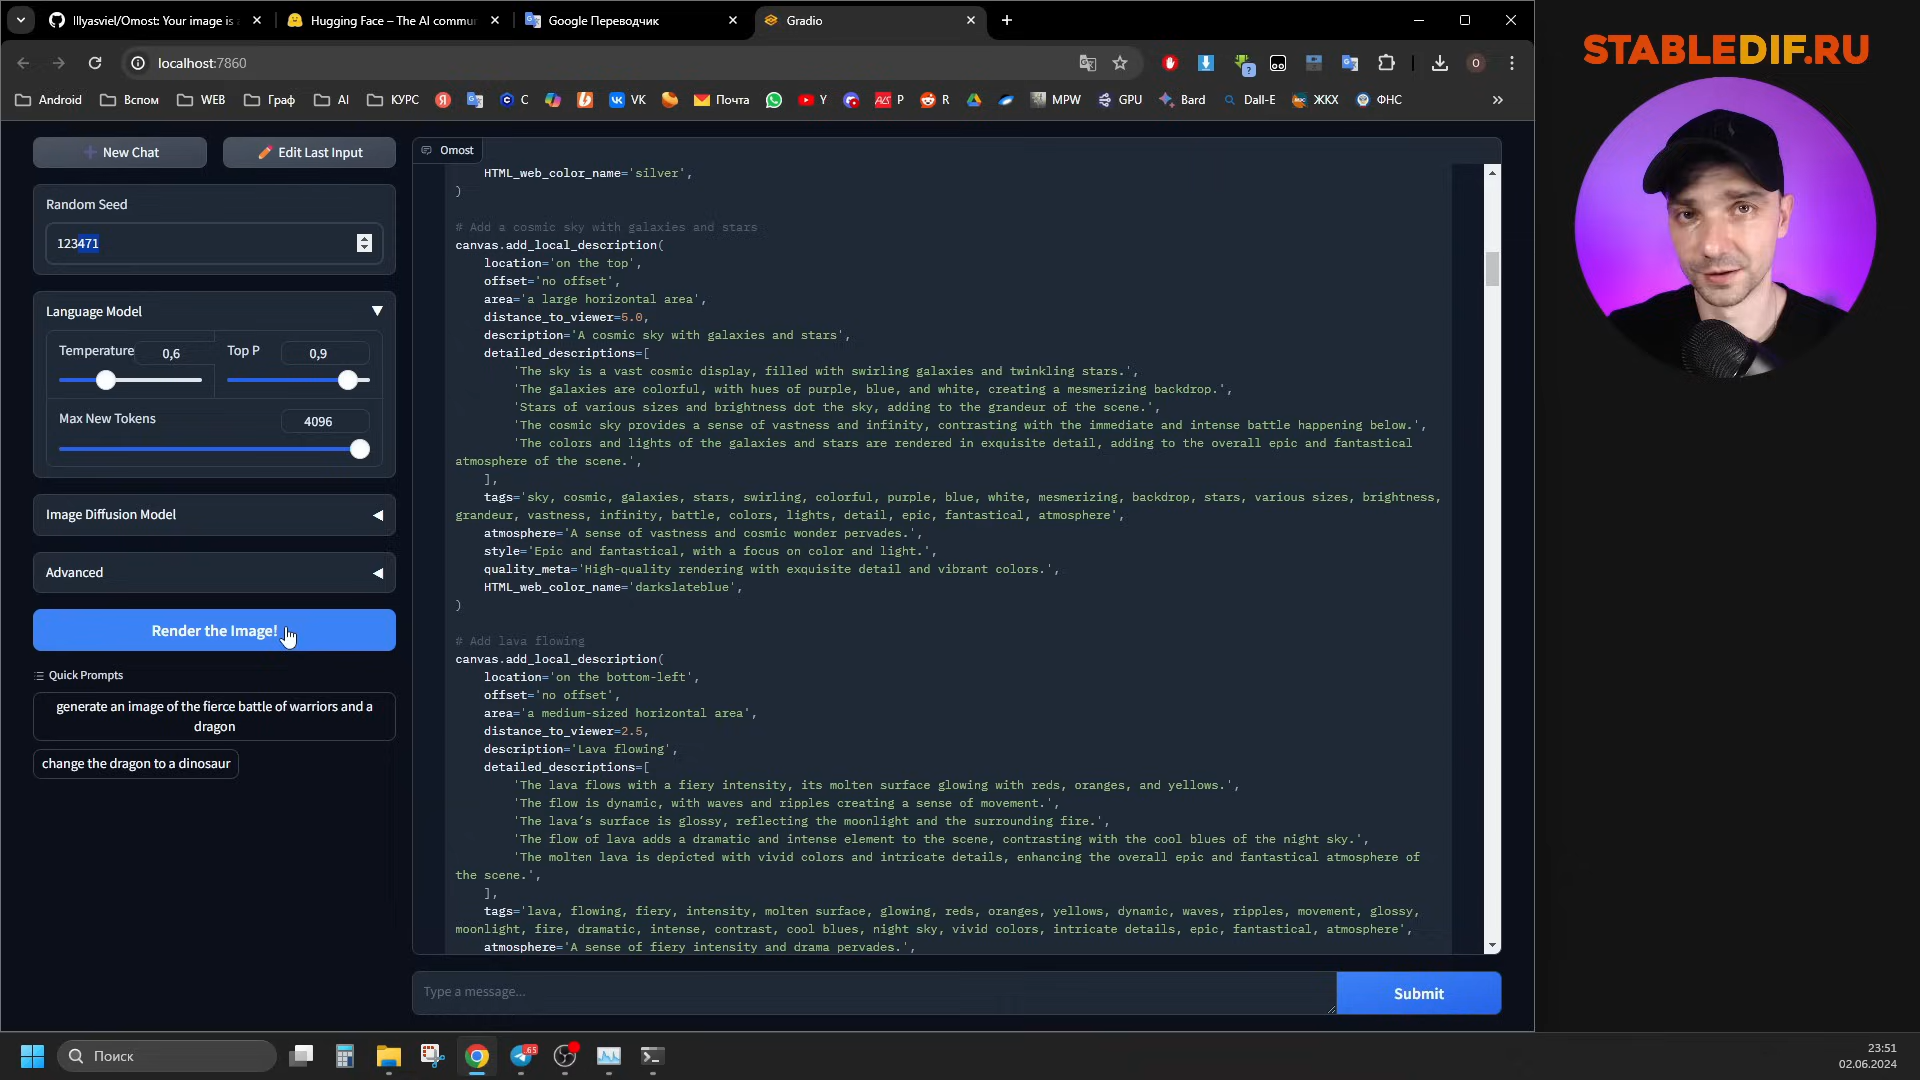 lllyasviel/Omost: Your image is
Hugging Face – The AI commu
Google Переводчик
Gradio
STABLEDIF.RU
localhost:7860
O
Android
Вспом
WEB
Граф
AI
КУРС
C
VK
Почта
Y
P
R
MPW
GPU
Bard
Dall-E
ЖКХ
ФНС
New Chat
Edit Last Input
Random Seed
123471
Language Model
Temperature
0,6
Top P
0,9
Max New Tokens
4096
Image Diffusion Model
Advanced
Render the Image!
Quick Prompts
generate an image of the fierce battle of warriors and a
dragon
change the dragon to a dinosaur
Omost
HTML_web_color_name='silver',
)
# Add a cosmic sky with galaxies and stars
canvas.add_local_description(
location='on the top',
offset='no offset',
area='a large horizontal area',
distance_to_viewer=5.0,
description='A cosmic sky with galaxies and stars',
detailed_descriptions=[
'The sky is a vast cosmic display, filled with swirling galaxies and twinkling stars.',
'The galaxies are colorful, with hues of purple, blue, and white, creating a mesmerizing backdrop.',
'Stars of various sizes and brightness dot the sky, adding to the grandeur of the scene.',
'The cosmic sky provides a sense of vastness and infinity, contrasting with the immediate and intense battle happening below.',
'The colors and lights of the galaxies and stars are rendered in exquisite detail, adding to the overall epic and fantastical
atmosphere of the scene.',
],
tags='sky, cosmic, galaxies, stars, swirling, colorful, purple, blue, white, mesmerizing, backdrop, stars, various sizes, brightness,
grandeur, vastness, infinity, battle, colors, lights, detail, epic, fantastical, atmosphere',
atmosphere='A sense of vastness and cosmic wonder pervades.',
style='Epic and fantastical, with a focus on color and light.',
quality_meta='High-quality rendering with exquisite detail and vibrant colors.',
HTML_web_color_name='darkslateblue',
)
# Add lava flowing
canvas.add_local_description(
location='on the bottom-left',
offset='no offset',
area='a medium-sized horizontal area',
distance_to_viewer=2.5,
description='Lava flowing',
detailed_descriptions=[
'The lava flows with a fiery intensity, its molten surface glowing with reds, oranges, and yellows.',
'The flow is dynamic, with waves and ripples creating a sense of movement.',
'The lava’s surface is glossy, reflecting the moonlight and the surrounding fire.',
'The flow of lava adds a dramatic and intense element to the scene, contrasting with the cool blues of the night sky.',
'The molten lava is depicted with vivid colors and intricate details, enhancing the overall epic and fantastical atmosphere of
the scene.',
],
tags='lava, flowing, fiery, intensity, molten surface, glowing, reds, oranges, yellows, dynamic, waves, ripples, movement, glossy,
moonlight, fire, dramatic, intense, contrast, cool blues, night sky, vivid colors, intricate details, epic, fantastical, atmosphere',
atmosphere='A sense of fiery intensity and drama pervades.',
Type a message...
Submit
Поиск
65
23:51
02.06.2024